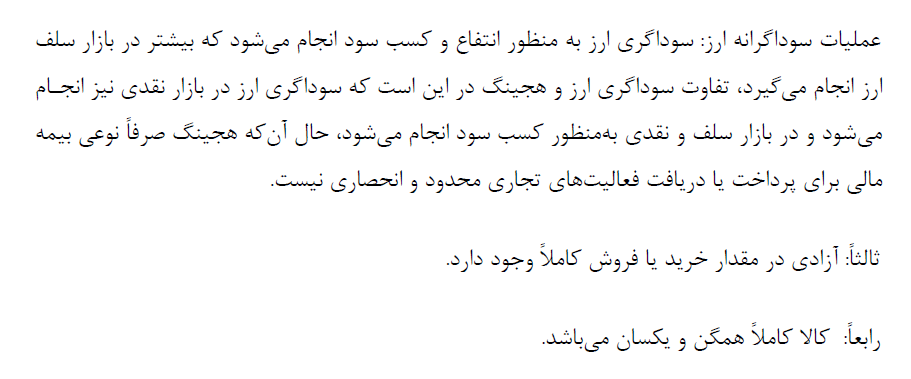 عملیات سوداگرانه ارز: سوداگری ارز به منظور انتفاع و کسب سود انجام می‌شود که بیشتر در بازار سلف
ارز انجام می‌گیرد، تفاوت سوداگری ارز و هجینگ در این است که سوداگری ارز در بازار نقدی نیز انجـام
می‌شود و در بازار سلف و نقدی به‌منظور کسب سود انجام می‌شود، حال آن‌که هجینگ صرفاً نوعی بیمه
مالی برای پرداخت یا دریافت فعالیت‌های تجاری محدود و انحصاری نیست.
ثالثاً: آزادی در مقدار خرید یا فروش کاملاً وجود دارد.
رابعاً: کالا کاملاً همگن و یکسان می‌باشد.